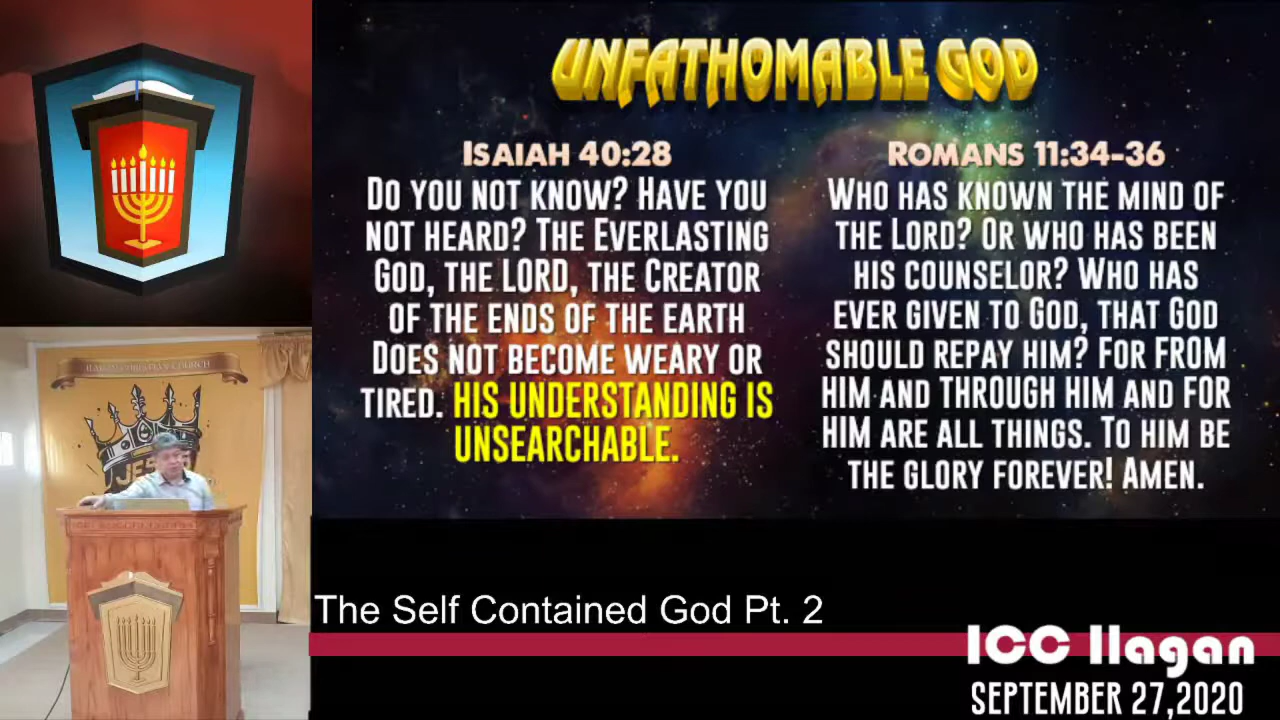 UNFATHOMABLE GOD
ISAIAH 40:28
DO YOU NOT KNOW? HAVE YOU
NOT HEARD? THE EVERLASTING
GOD, THE LORD, THE CREATOR
OF THE ENDS OF THE EARTH
DOES NOT BECOME WEARY OR
TIRED. HIS UNDERSTANDING IS
UNSEARCHABLE.
ROMANS 11:34-36
WHO HAS KNOWN THE MIND OF
THE LORD? OR WHO HAS BEEN
HIS COUNSELOR? WHO HAS
EVER GIVEN TO GOD, THAT GOD
SHOULD REPAY HIM? FOR FROM
HIM AND THROUGH HIM AND FOR
HIM ARE ALL THINGS. TO HIM BE
THE GLORY FOREVER! AMEN.
CHRISTIAN CHURCH
The Self Contained God Pt. 2
ICC Ilagan
SEPTEMBER 27,2020